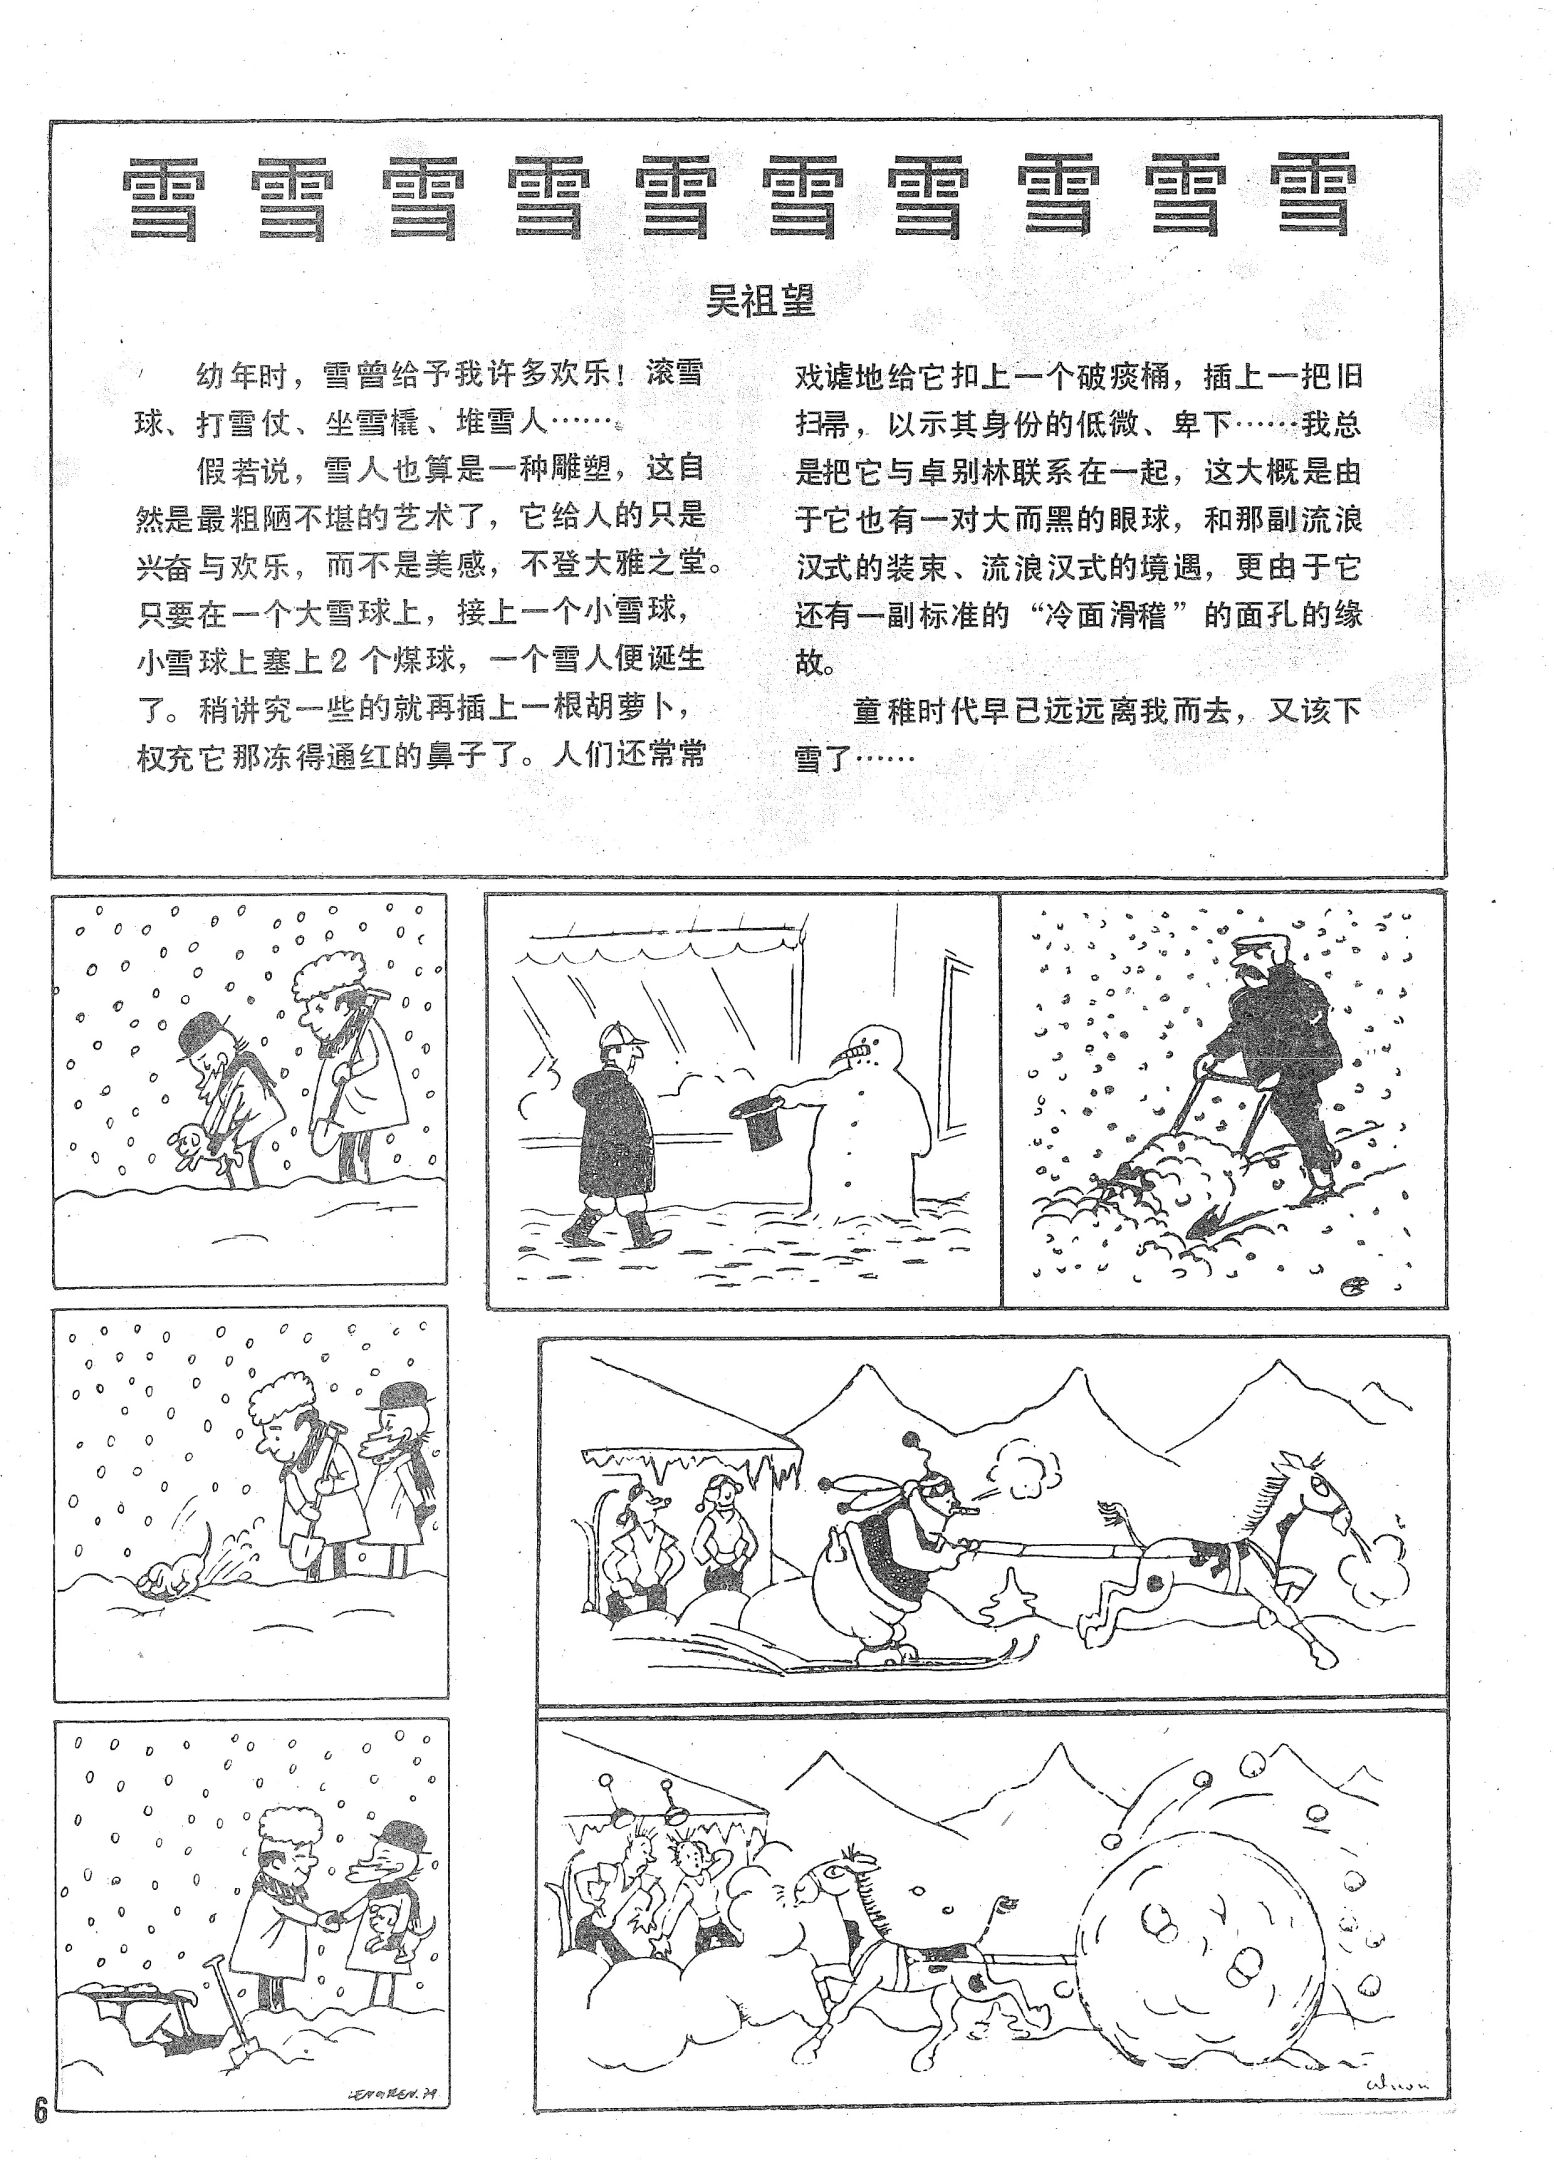 雪雪雪雪雪雪雪雪雪雪
吴祖望
幼年时，雪曾给予我许多欢乐！滚雪
球、打雪仗、坐雪橇、堆雪人……。
假若说，雪人也算是一种雕塑，这自
然是最粗陋不堪的艺术了，它给人的只是
兴奋与欢乐，而不是美感，不登大雅之堂。
只要在一个大雪球上，接上一个小雪球，
小雪球上塞上2个煤球，一个雪人便诞生
了。稍讲究一些的就再插上一根胡萝卜，
权充它那冻得通红的鼻子了。人们还常常
戏谑地给它扣上一个破痰桶，插上一把旧
扫帚，以示其身份的低微、卑下……我总
是把它与卓别林联系在一起，这大概是由
于它也有一对大而黑的眼球，和那副流浪
汉式的装束、流浪汉式的境遇，更由于它
还有一副标准的“冷面滑稽”的面孔的缘
故。
童稚时代早已远远离我而去，又该下
雪了……
LENGREN.79
6